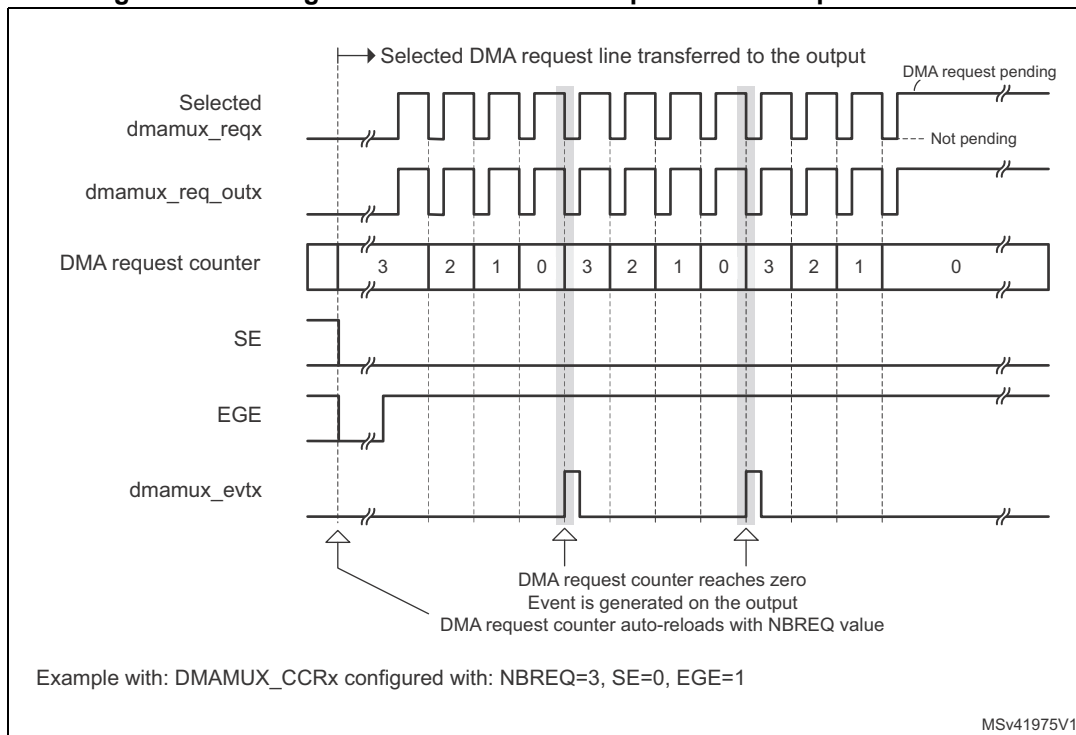 Selected DMA request line transferred to the output
DMA request pending
Selected
dmamux_reqx
Not pending
dmamux_req_outx
DMA request counter
3 2 1 0 3 2 1 0 3 2 1 0
SE
EGE
dmamux_evtx
DMA request counter reaches zero
Event is generated on the output
DMA request counter auto-reloads with NBREQ value
Example with: DMAMUX_CCRx configured with: NBREQ=3, SE=0, EGE=1
MSv41975V1